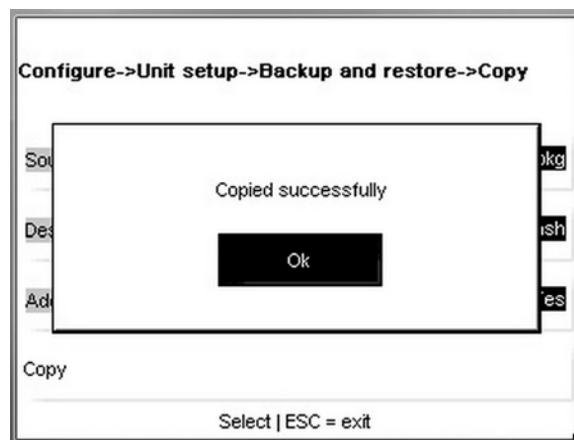 Configure->Unit setup->Backup and restore->Copy
Copied successfully
Ok
Copy
Select | ESC = exit